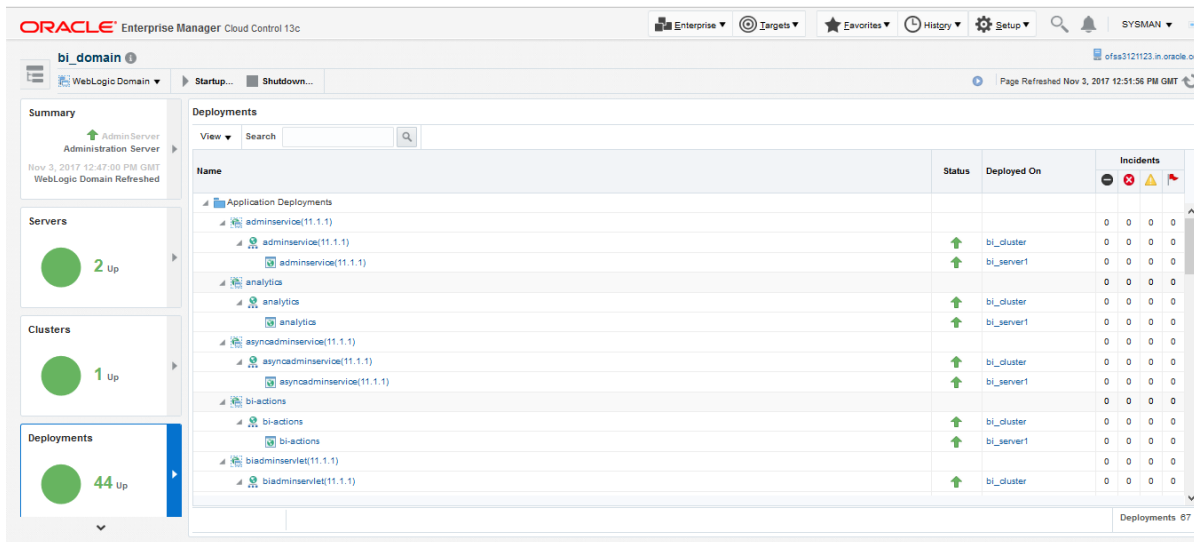 ORACLE Enterprise Manager Cloud Control 13c
Enterprise Targets Favorites History Setup SYSMAN
bi_domain
ofss3121123.in.oracle.co
WebLogic Domain Startup... Shutdown...
Page Refreshed Nov 3, 2017 12:51:56 PM GMT
Summary
AdminServer
Administration Server
Nov 3, 2017 12:47:00 PM GMT
WebLogic Domain Refreshed
Servers
2 Up
Clusters
1 Up
Deployments
44 Up
Deployments
View Search
Name Status Deployed On Incidents
Application Deployments
adminservice(11.1.1) 0 0 0 0
adminservice(11.1.1) bi_cluster 0 0 0 0
adminservice(11.1.1) bi_server1 0 0 0 0
analytics 0 0 0 0
analytics bi_cluster 0 0 0 0
analytics bi_server1 0 0 0 0
asyncadminservice(11.1.1) 0 0 0 0
asyncadminservice(11.1.1) bi_cluster 0 0 0 0
asyncadminservice(11.1.1) bi_server1 0 0 0 0
bi-actions 0 0 0 0
bi-actions bi_cluster 0 0 0 0
bi-actions bi_server1 0 0 0 0
biadminservlet(11.1.1) 0 0 0 0
biadminservlet(11.1.1) bi_cluster 0 0 0 0
Deployments 67